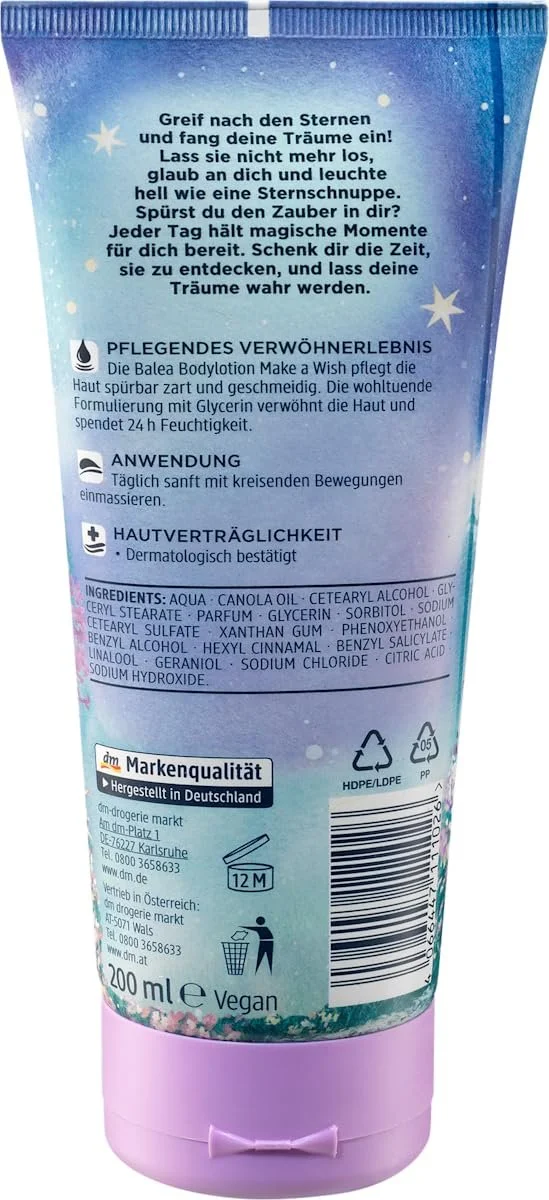 Greif nach den Sternen
und fang deine Träume ein!
Lass sie nicht mehr los,
glaub an dich und leuchte
hell wie eine Sternschnuppe.
Spürst du den Zauber in dir?
Jeder Tag hält magische Momente
für dich bereit. Schenk dir die Zeit,
sie zu entdecken, und lass deine
Träume wahr werden.
PFLEGENDES VERWÖHNERLEBNIS
Die Balea Bodylotion Make a Wish pflegt die
Haut spürbar zart und geschmeidig. Die wohltuende
Formulierung mit Glycerin verwöhnt die Haut und
spendet 24 h Feuchtigkeit.
ANWENDUNG
Täglich sanft mit kreisenden Bewegungen
einmassieren.
HAUTVERTRÄGLICHKEIT
• Dermatologisch bestätigt
INGREDIENTS: AQUA · CANOLA OIL · CETEARYL ALCOHOL · GLY-
CERYL STEARATE · PARFUM · GLYCERIN · SORBITOL · SODIUM
CETEARYL SULFATE · XANTHAN GUM · PHENOXYETHANOL ·
BENZYL ALCOHOL · HEXYL CINNAMAL · BENZYL SALICYLATE ·
LINALOOL · GERANIOL · SODIUM CHLORIDE · CITRIC ACID ·
SODIUM HYDROXIDE.
dm Markenqualität
Hergestellt in Deutschland
dm-drogerie markt
Am dm-Platz 1
DE-76227 Karlsruhe
Tel. 0800 3658633
www.dm.de
Vertrieb in Österreich:
dm drogerie markt
AT-5071 Wals
Tel. 0800 3658633
www.dm.at
12 M
HDPE/LDPE
05
PP
4 066447 111026 >
200 ml ℮ Vegan